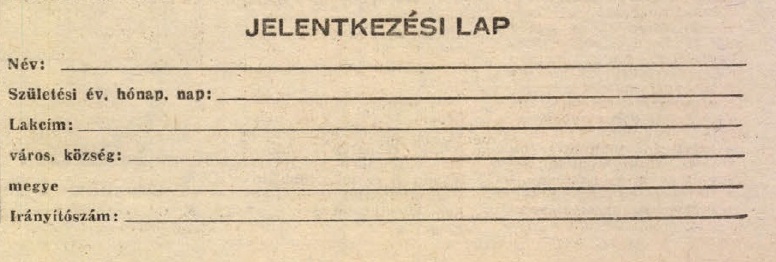 JELENTKEZÉSI LAP
Név:
Születési év, hónap, nap:
Lakcím:
város, község:
megye
Irányítószám: